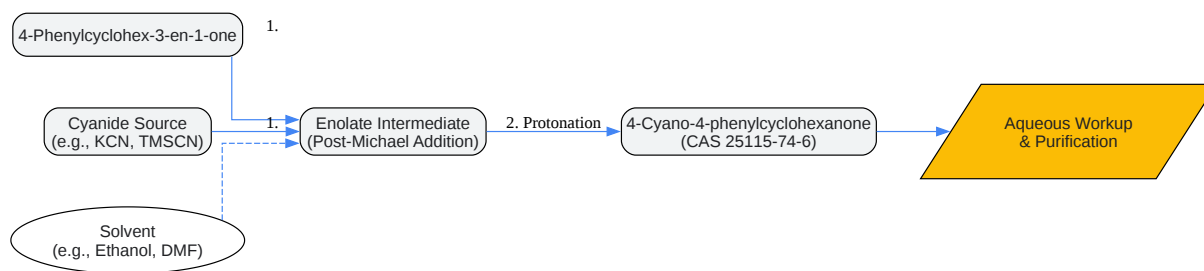 4-Phenylcyclohex-3-en-1-one
1.
Cyanide Source
(e.g., KCN, TMSCN)
1.
Enolate Intermediate
(Post-Michael Addition)
2. Protonation
4-Cyano-4-phenylcyclohexanone
(CAS 25115-74-6)
Aqueous Workup
& Purification
Solvent
(e.g., Ethanol, DMF)